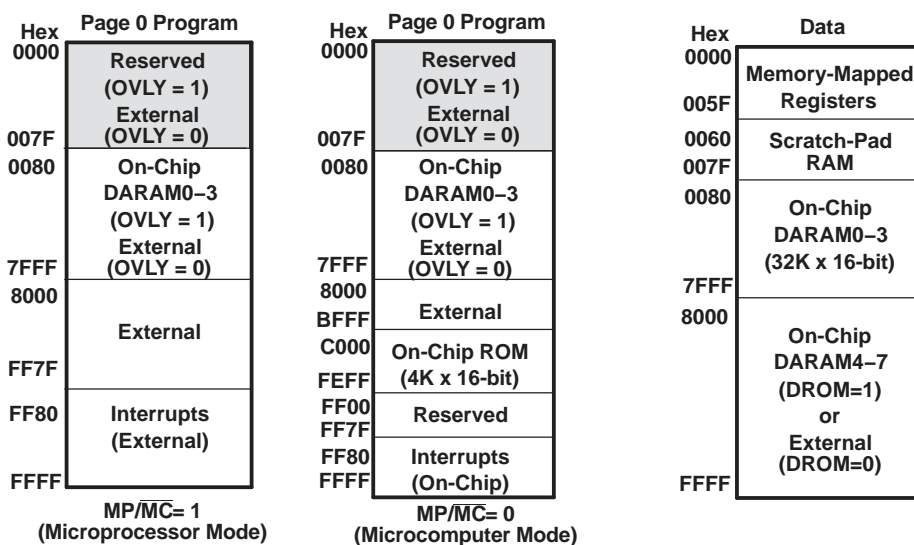 Hex
Page 0 Program
0000
Reserved
(OVLY = 1)
External
(OVLY = 0)
007F
0080
On-Chip
DARAM0–3
(OVLY = 1)
External
(OVLY = 0)
7FFF
8000
External
FF7F
FF80
Interrupts
(External)
FFFF
MP/MC= 1
(Microprocessor Mode)
Hex
Page 0 Program
0000
Reserved
(OVLY = 1)
External
(OVLY = 0)
007F
0080
On-Chip
DARAM0–3
(OVLY = 1)
External
(OVLY = 0)
7FFF
8000
External
BFFF
C000
On-Chip ROM
(4K x 16-bit)
FEFF
FF00
Reserved
FF7F
FF80
Interrupts
(On-Chip)
FFFF
MP/MC= 0
(Microcomputer Mode)
Hex
Data
0000
Memory-Mapped
Registers
005F
0060
Scratch-Pad
RAM
007F
0080
On-Chip
DARAM0–3
(32K x 16-bit)
7FFF
8000
On-Chip
DARAM4–7
(DROM=1)
or
External
(DROM=0)
FFFF